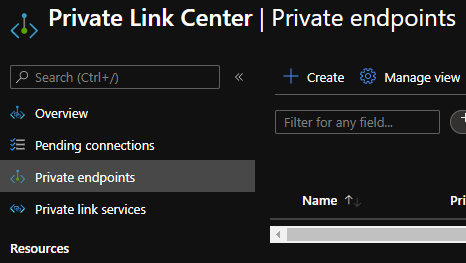 Private Link Center | Private endpoints
Search (Ctrl+/)
«
Overview
Pending connections
Private endpoints
Private link services
Resources
+ Create
Manage view
Filter for any field...
+
Name ↑↓
Pri